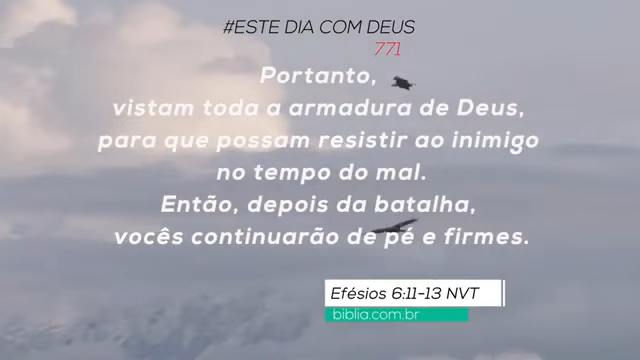 #ESTE DIA COM DEUS
771
Portanto,
vistam toda a armadura de Deus,
para que possam resistir ao inimigo
no tempo do mal.
Então, depois da batalha,
vocês continuarão de pé e firmes.
Efésios 6:11-13 NVT
biblia.com.br